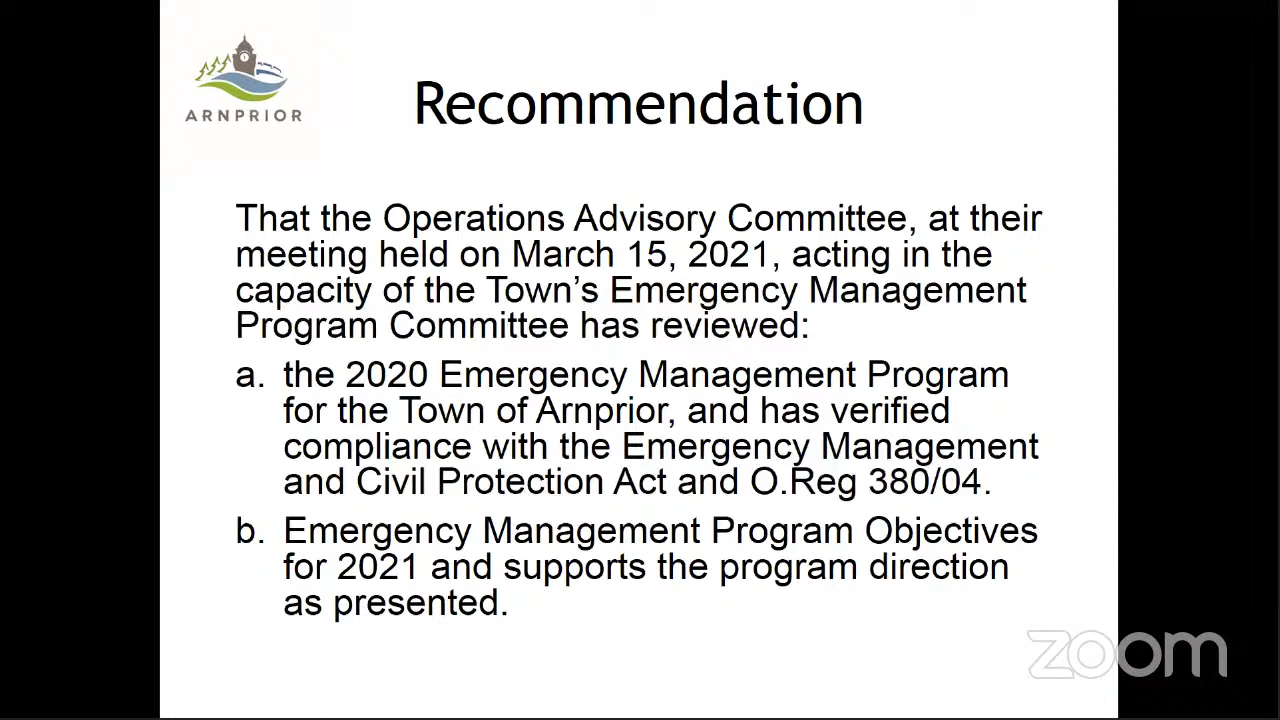 ARNPRIOR
Recommendation
That the Operations Advisory Committee, at their
meeting held on March 15, 2021, acting in the
capacity of the Town’s Emergency Management
Program Committee has reviewed:
a. the 2020 Emergency Management Program
for the Town of Arnprior, and has verified
compliance with the Emergency Management
and Civil Protection Act and O.Reg 380/04.
b. Emergency Management Program Objectives
for 2021 and supports the program direction
as presented.
zoom